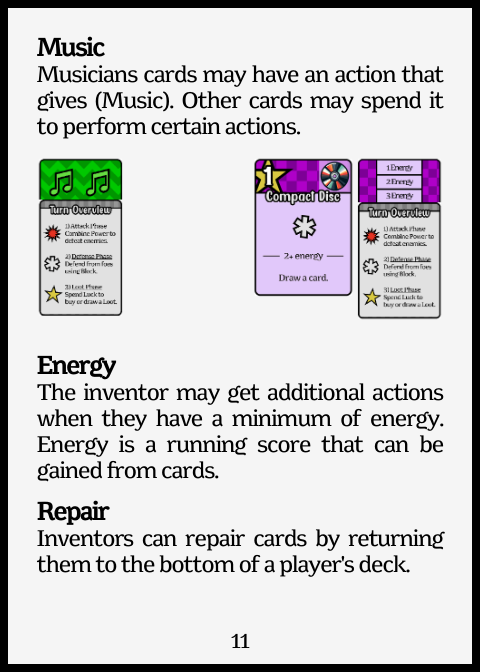 Music
Musicians cards may have an action that
gives (Music). Other cards may spend it
to perform certain actions.
Turn Overview
1) Attack Phase
Combine Power to
defeat enemies.
2) Defense Phase
Defend from foes
using Block.
3) Loot Phase
Spend Luck to
buy or draw a Loot.
1
Compact Disc
2+ energy
Draw a card.
1 Energy
2 Energy
3 Energy
Turn Overview
1) Attack Phase
Combine Power to
defeat enemies.
2) Defense Phase
Defend from foes
using Block.
3) Loot Phase
Spend Luck to
buy or draw a Loot.
Energy
The inventor may get additional actions
when they have a minimum of energy.
Energy is a running score that can be
gained from cards.
Repair
Inventors can repair cards by returning
them to the bottom of a player's deck.
11